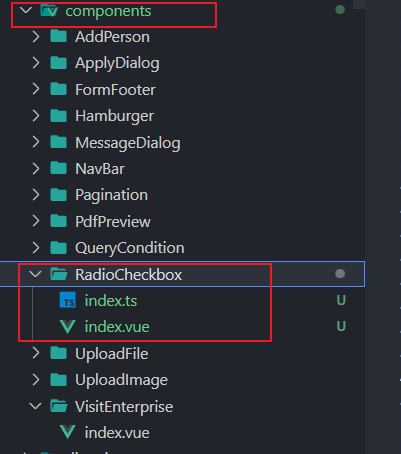 components
AddPerson
ApplyDialog
FormFooter
Hamburger
MessageDialog
NavBar
Pagination
PdfPreview
QueryCondition
RadioCheckbox
TS index.ts U
index.vue U
UploadFile
UploadImage
VisitEnterprise
index.vue